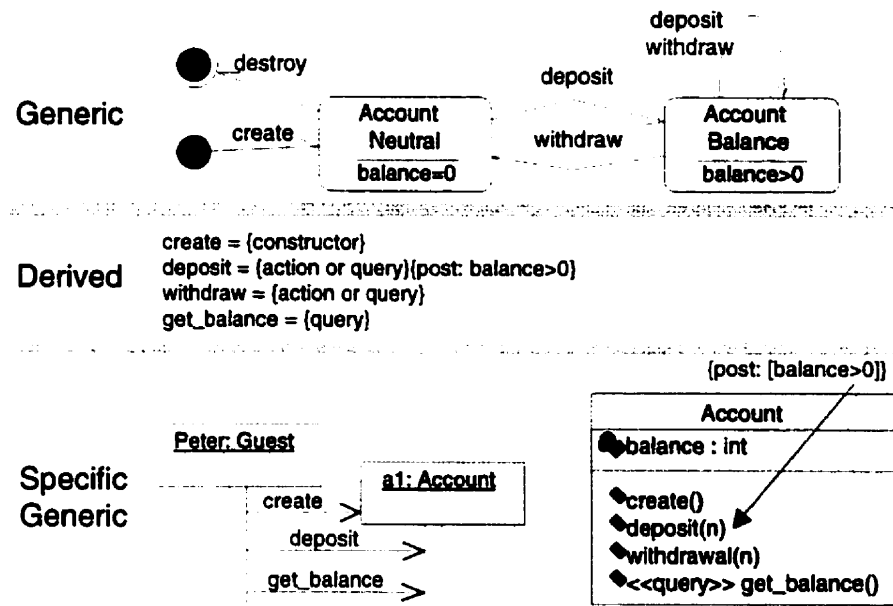 deposit
withdraw
destroy
deposit
Generic
create
Account
Neutral
balance=0
withdraw
Account
Balance
balance>0
Derived
create = {constructor}
deposit = {action or query}{post: balance>0}
withdraw = {action or query}
get_balance = {query}
{post: [balance>0]}
Specific
Generic
Peter: Guest
a1: Account
create
deposit
get_balance
Account
balance : int
create()
deposit(n)
withdrawal(n)
<<query>> get_balance()